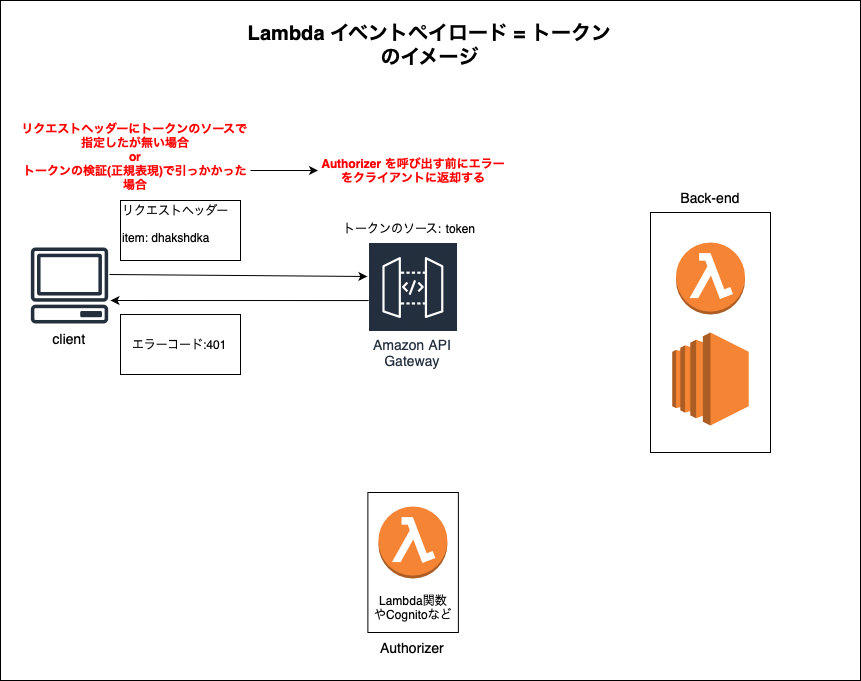 Lambda イベントペイロード = トークン
のイメージ
リクエストヘッダーにトークンのソースで
指定したが無い場合
or
トークンの検証(正規表現)で引っかかった
場合
Authorizer を呼び出す前にエラー
をクライアントに返却する
リクエストヘッダー
item: dhakshdka
トークンのソース: token
Back-end
client
エラーコード:401
Amazon API
Gateway
Lambda関数
やCognitoなど
Authorizer